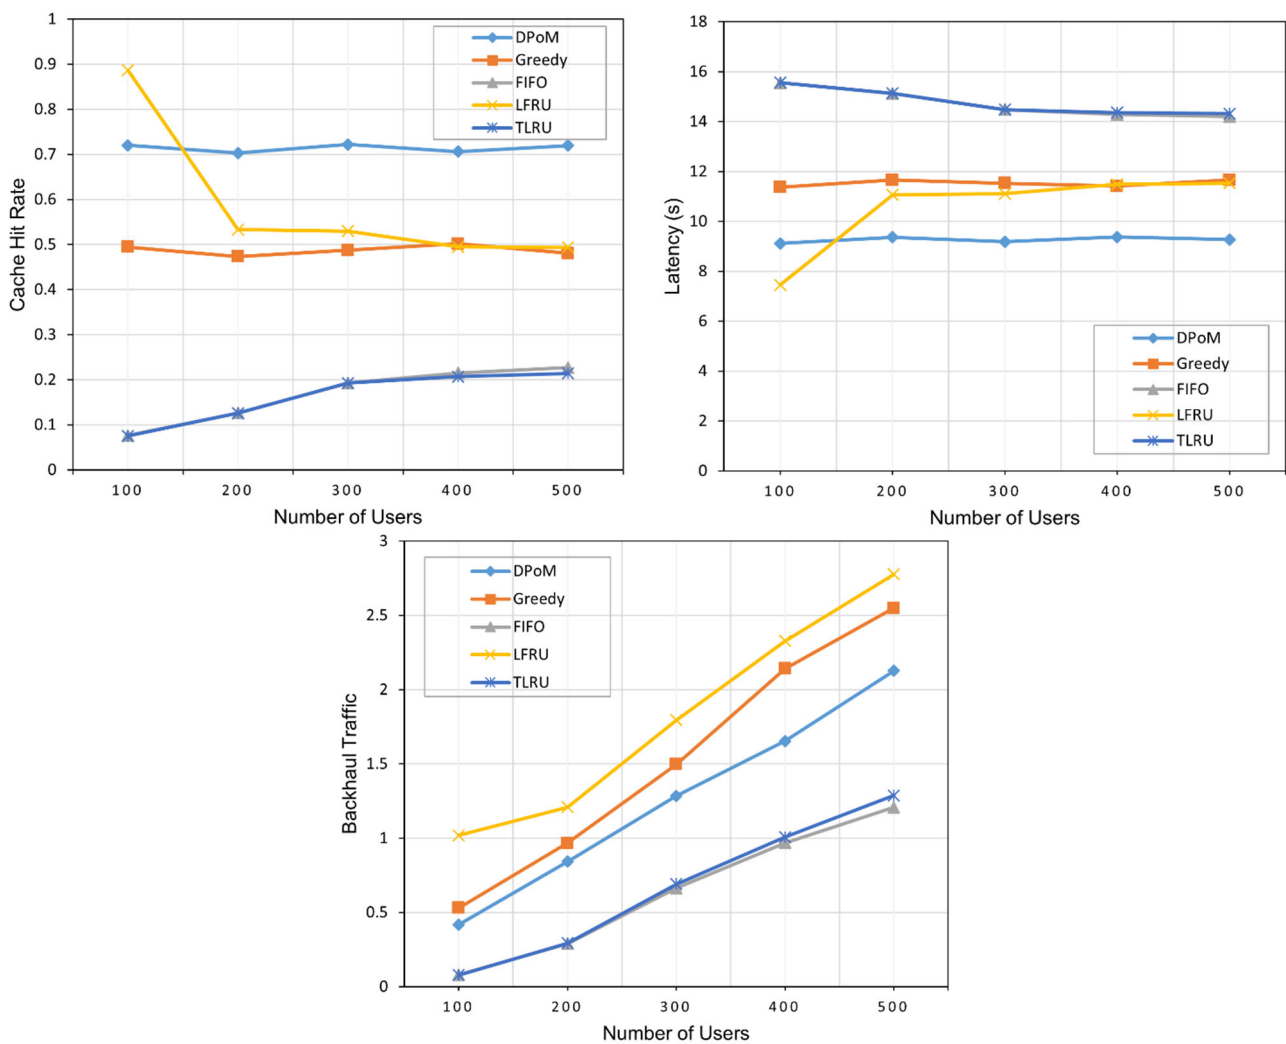 1
0.9
0.8
0.7
0.6
0.5
0.4
0.3
0.2
0.1
0
Cache Hit Rate
DPoM
Greedy
FIFO
LFRU
TLRU
100 200 300 400 500
Number of Users
18
16
14
12
10
8
6
4
2
0
Latency (s)
DPoM
Greedy
FIFO
LFRU
TLRU
100 200 300 400 500
Number of Users
3
2.5
2
1.5
1
0.5
0
Backhaul Traffic
DPoM
Greedy
FIFO
LFRU
TLRU
100 200 300 400 500
Number of Users